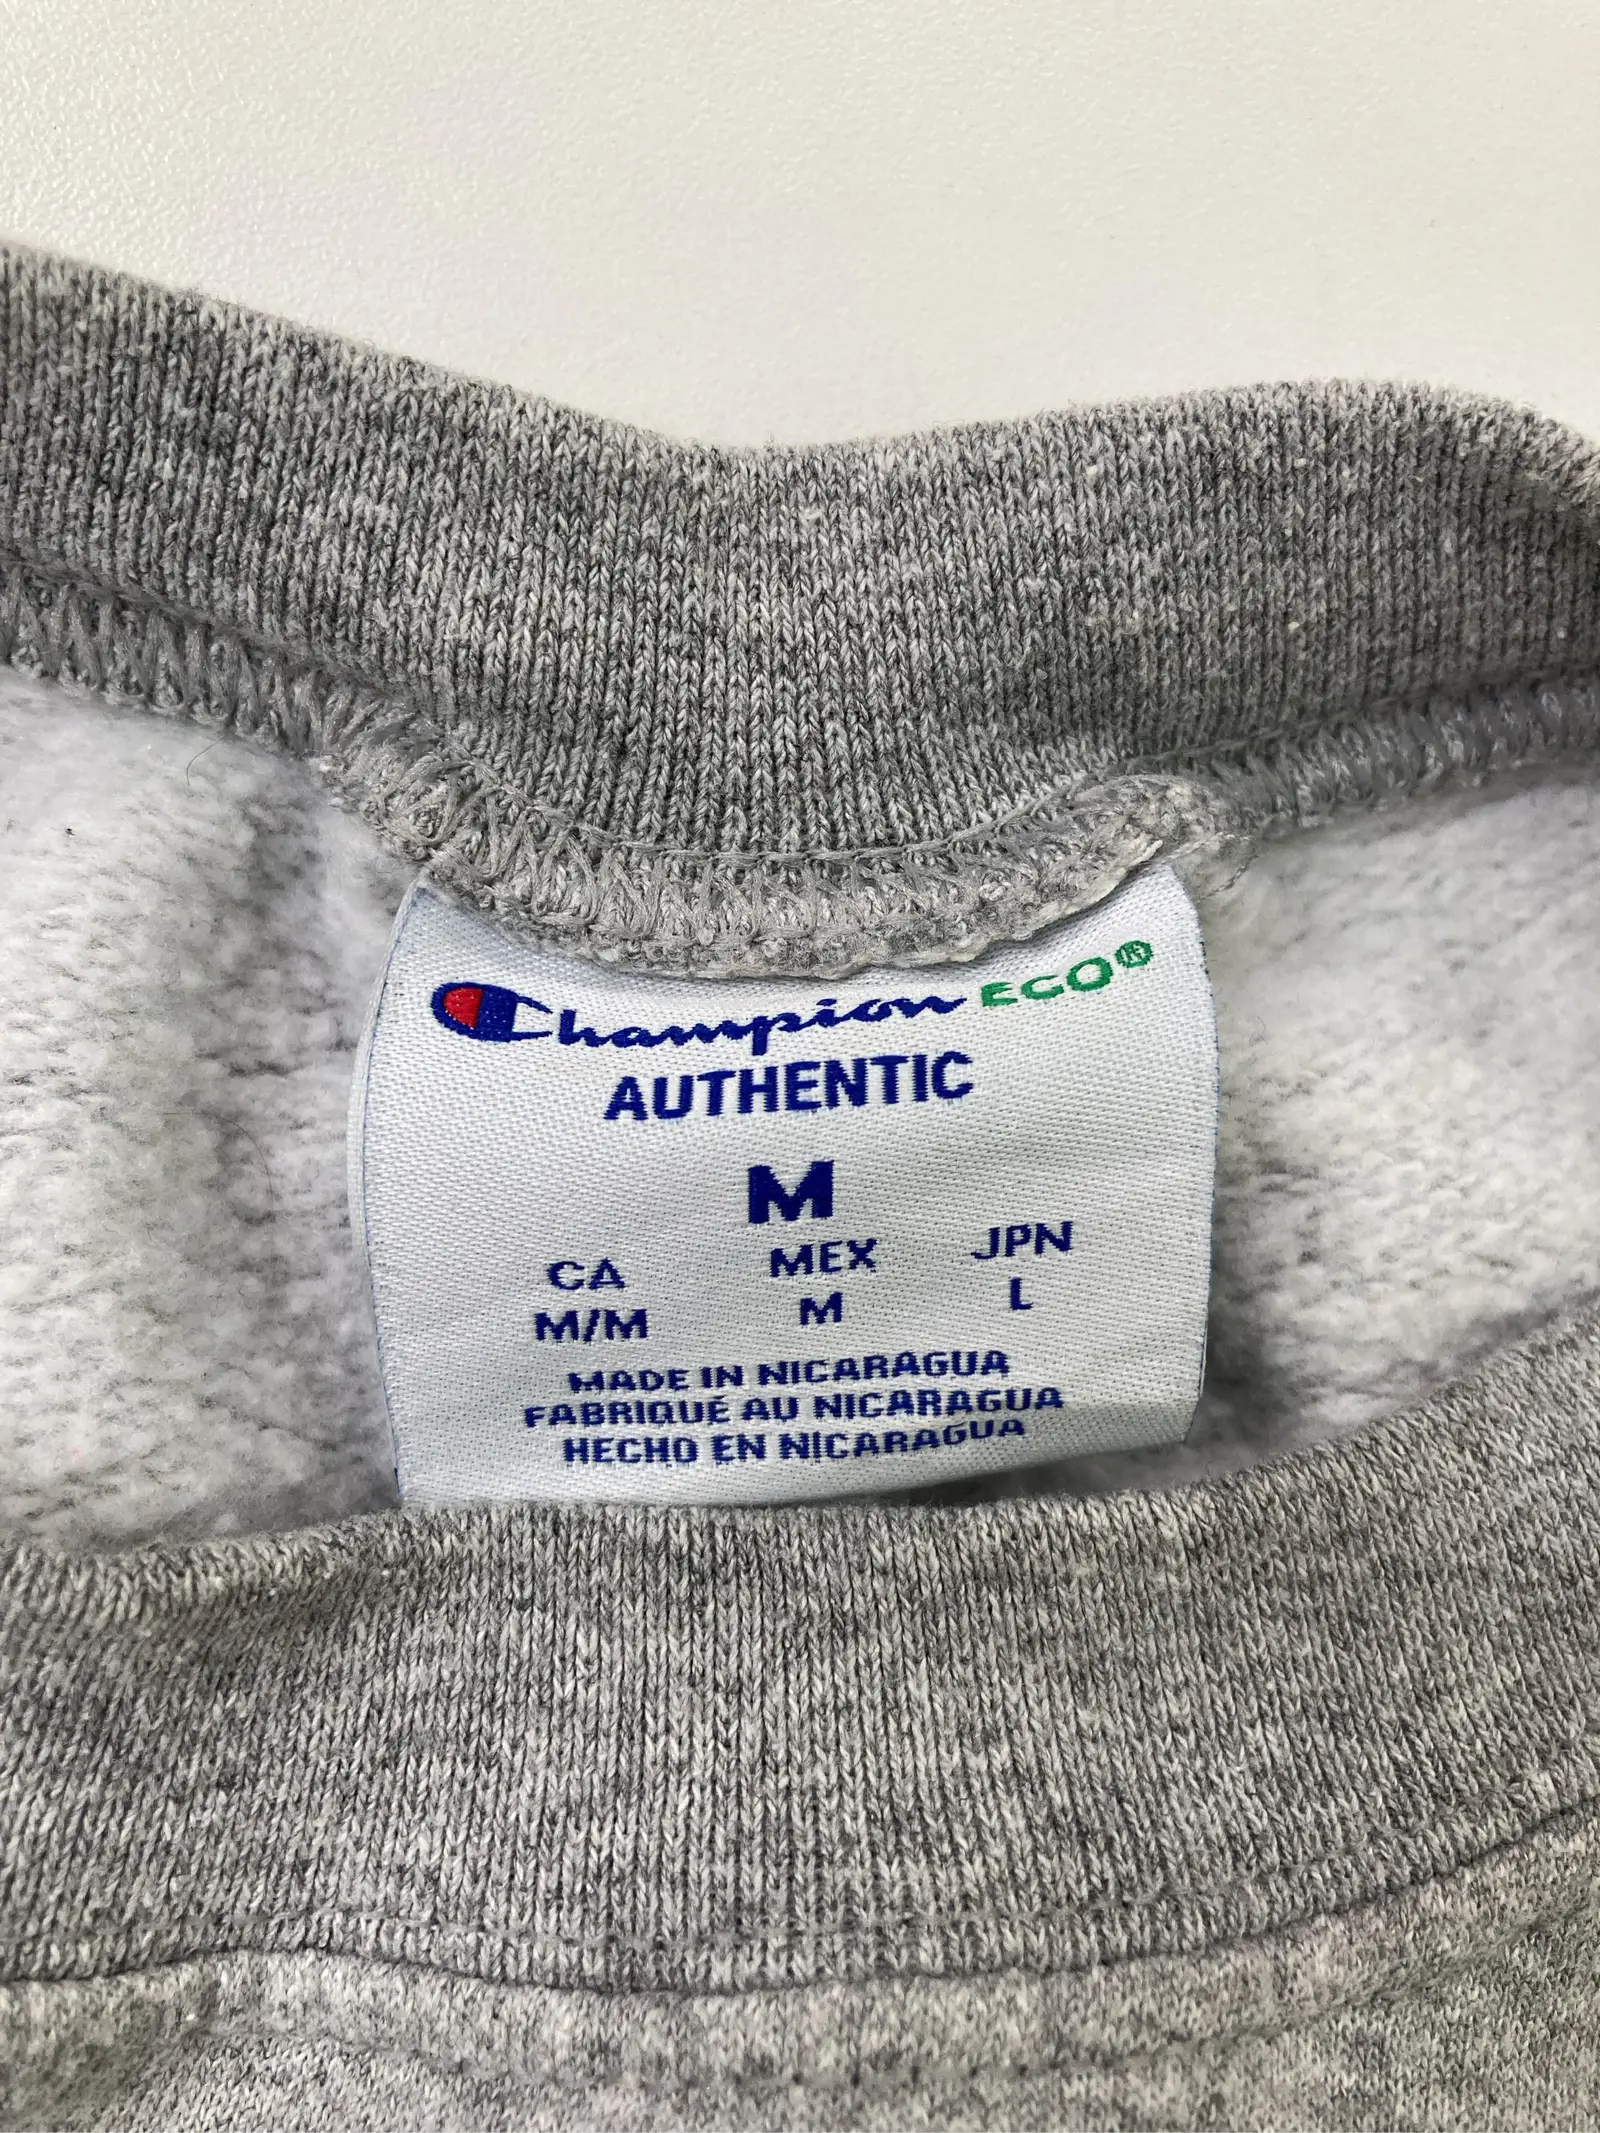 Champion ECO®
AUTHENTIC
M
CA MEX JPN
M/M M L
MADE IN NICARAGUA
FABRIQUÉ AU NICARAGUA
HECHO EN NICARAGUA